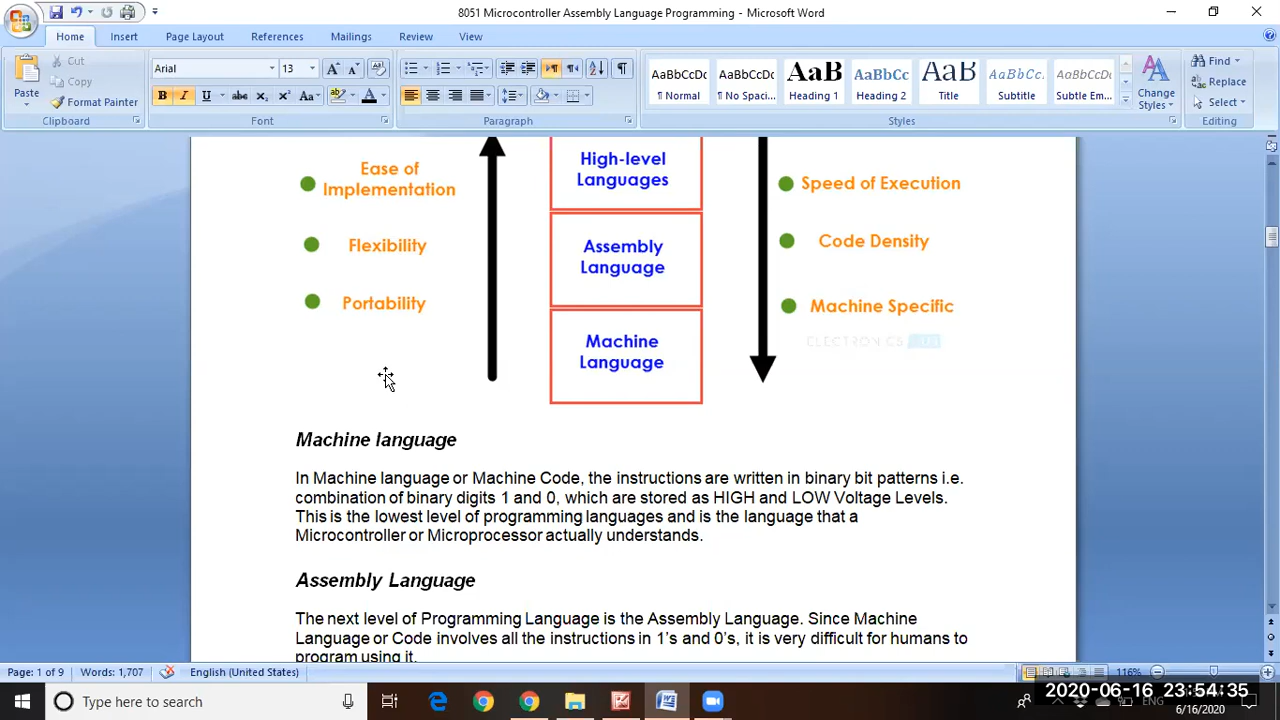 8051 Microcontroller Assembly Language Programming - Microsoft Word
Home Insert Page Layout References Mailings Review View
Paste Cut Copy Format Painter
Arial 13
AaBbCcDc AaBbCcDc AaB AaBbCc AaB AaBbCc AaBbCcDc
¶ Normal ¶ No Spaci... Heading 1 Heading 2 Title Subtitle Subtle Em...
Change Styles
Find Replace Select
Clipboard Font Paragraph Styles Editing
Ease of
Implementation
Flexibility
Portability
High-level
Languages
Assembly
Language
Machine
Language
Speed of Execution
Code Density
Machine Specific
ELECTRONICS HUB
Machine language
In Machine language or Machine Code, the instructions are written in binary bit patterns i.e.
combination of binary digits 1 and 0, which are stored as HIGH and LOW Voltage Levels.
This is the lowest level of programming languages and is the language that a
Microcontroller or Microprocessor actually understands.
Assembly Language
The next level of Programming Language is the Assembly Language. Since Machine
Language or Code involves all the instructions in 1's and 0's, it is very difficult for humans to
program using it.
Page: 1 of 9 Words: 1,707 English (United States) 116%
Type here to search
2020-06-16 23:54:35
ENG
6/16/2020